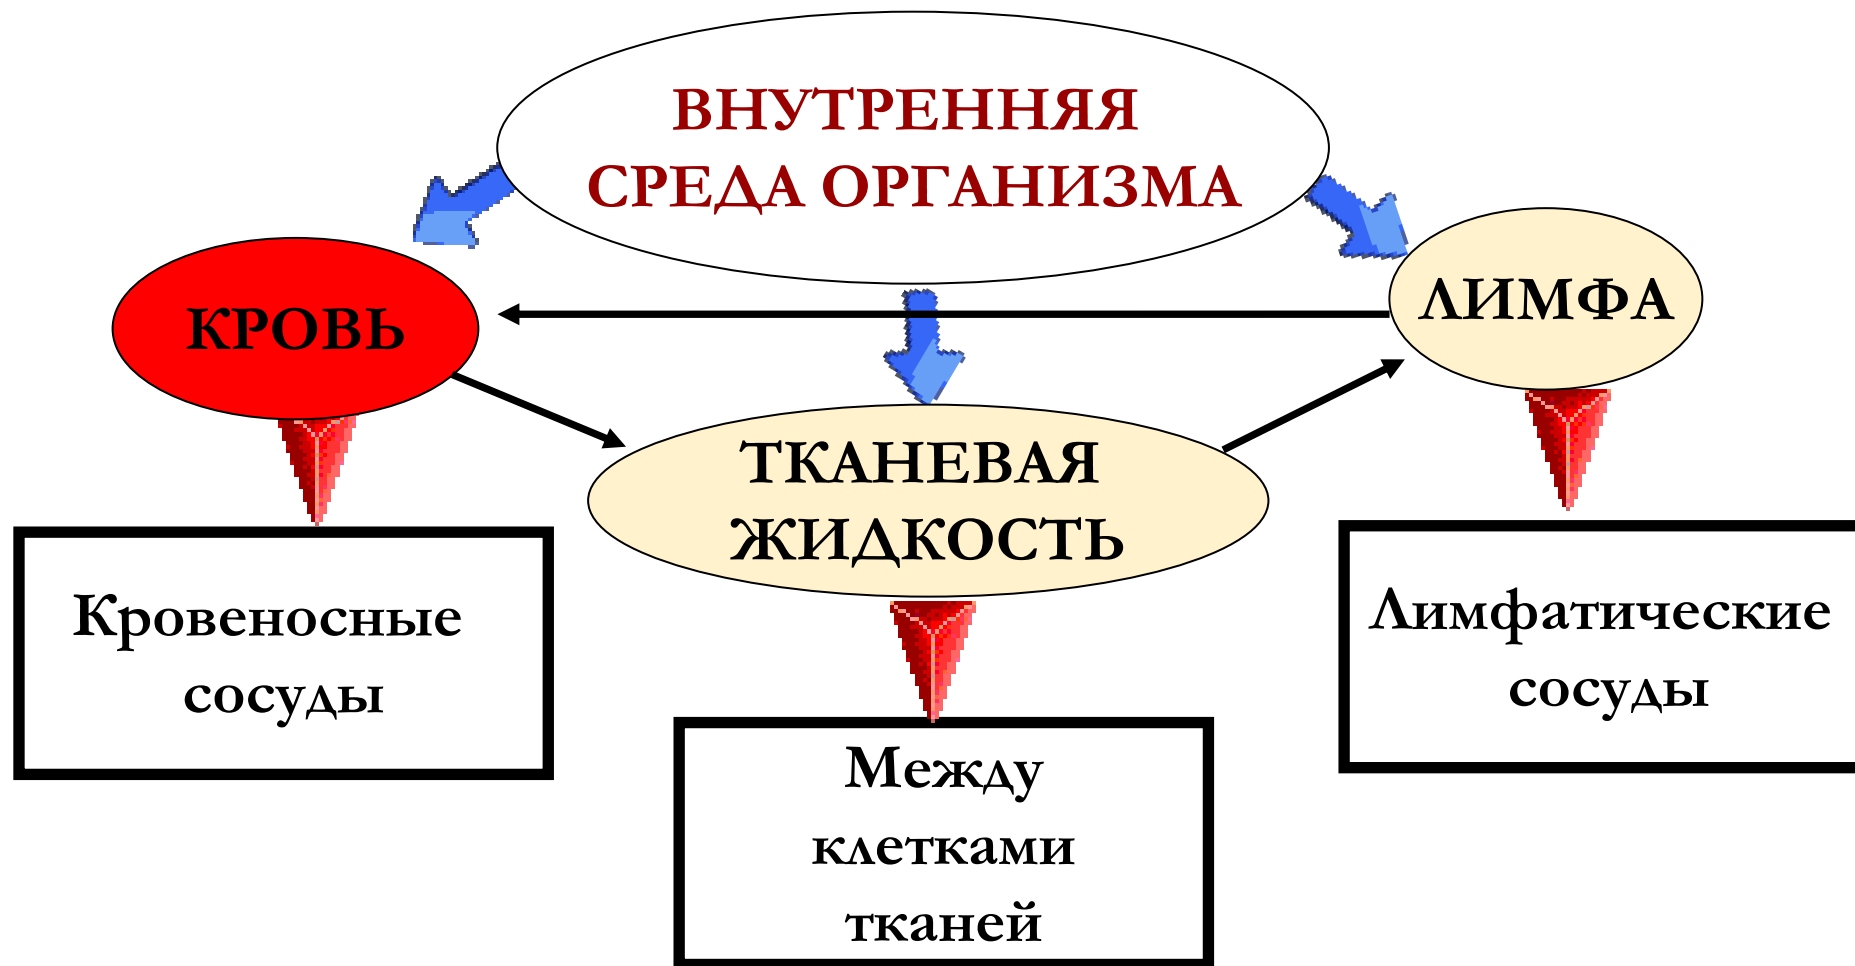 ВНУТРЕННЯЯ
СРЕДА ОРГАНИЗМА
КРОВЬ
ЛИМФА
ТКАНЕВАЯ
ЖИДКОСТЬ
Кровеносные
сосуды
Между
клетками
тканей
Лимфатические
сосуды